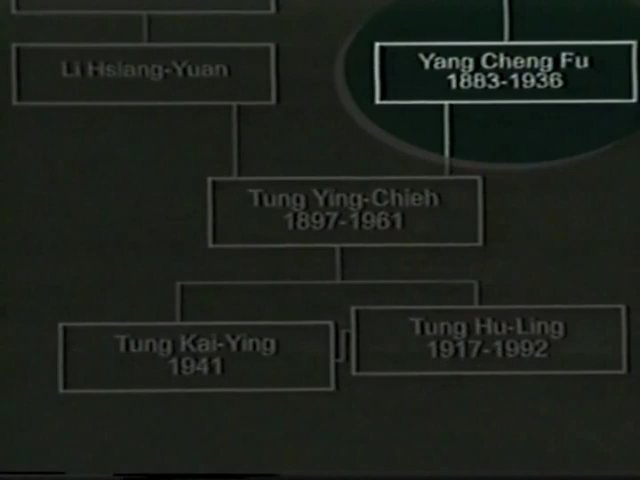 Li Hsiang-Yuan
Yang Cheng Fu
1883-1936
Tung Ying-Chieh
1897-1961
Tung Kai-Ying
1941
Tung Hu-Ling
1917-1992